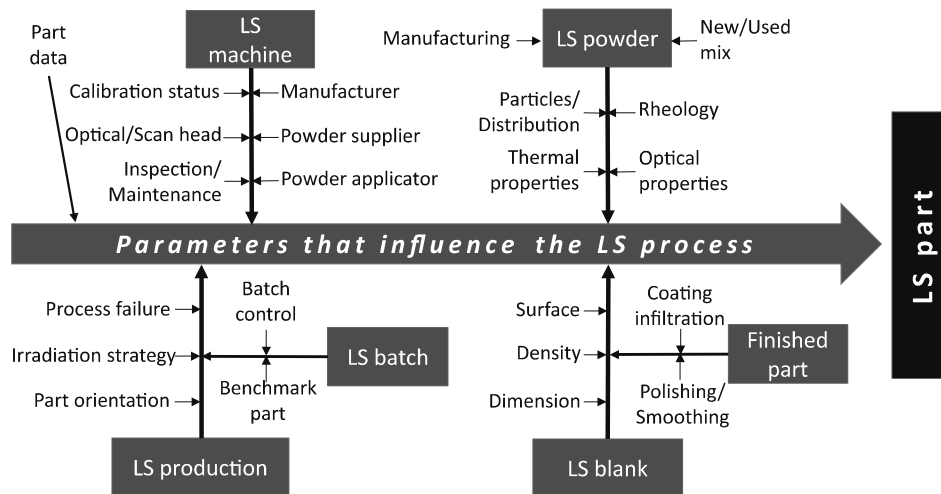 Part
data
LS
machine
Calibration status
Manufacturer
Optical/Scan head
Powder supplier
Inspection/
Maintenance
Powder applicator
Manufacturing
LS powder
New/Used
mix
Particles/
Distribution
Rheology
Thermal
properties
Optical
properties
Parameters that influence the LS process
LS part
Process failure
Irradiation strategy
Part orientation
Batch
control
Benchmark
part
LS batch
LS production
Surface
Density
Dimension
Coating
infiltration
Polishing/
Smoothing
Finished
part
LS blank